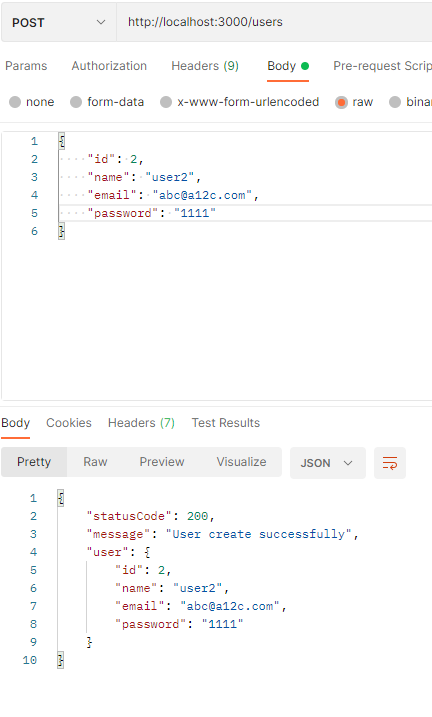 POST http://localhost:3000/users
Params Authorization Headers (9) Body Pre-request Scrip
none form-data x-www-form-urlencoded raw binar
1 {
2 ····"id":·2,
3 ····"name":·"user2",
4 ····"email":·"abc@a12c.com",
5 ····"password":·"1111"
6 }
Body Cookies Headers (7) Test Results
Pretty Raw Preview Visualize JSON
1 {
2 "statusCode": 200,
3 "message": "User create successfully",
4 "user": {
5 "id": 2,
6 "name": "user2",
7 "email": "abc@a12c.com",
8 "password": "1111"
9 }
10 }